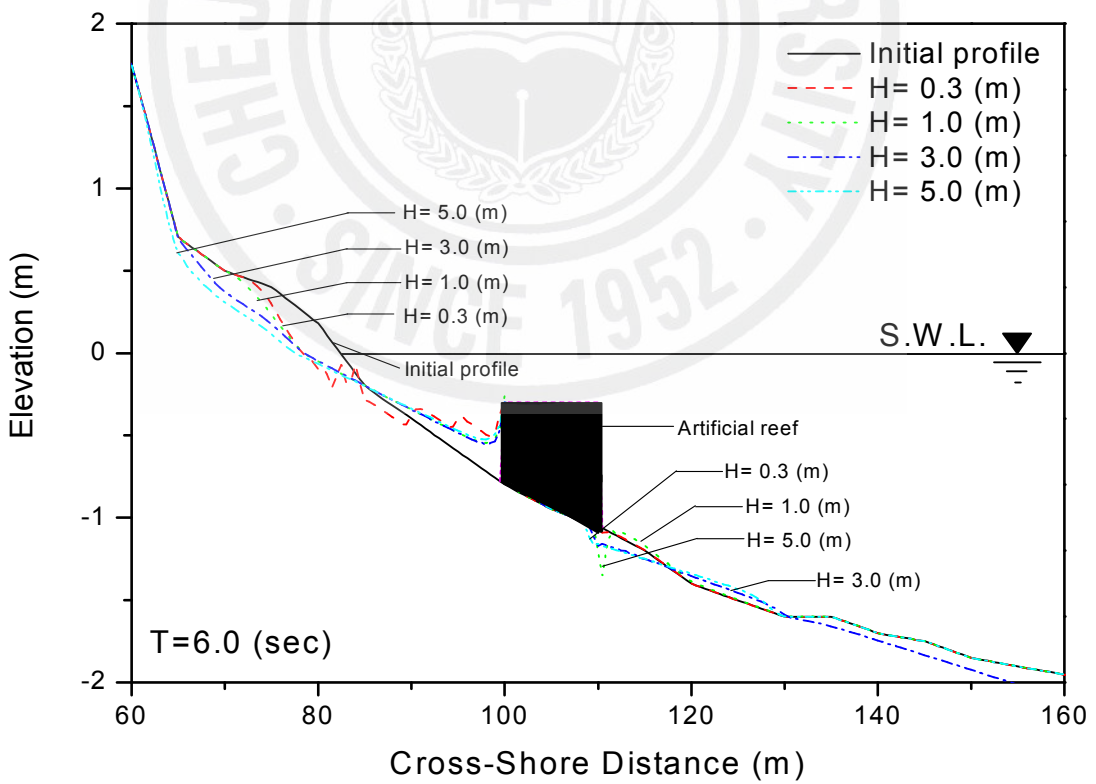 2
1
0
-1
-2
60
80
100
120
140
160
Elevation (m)
Cross-Shore Distance (m)
Initial profile
H= 0.3 (m)
H= 1.0 (m)
H= 3.0 (m)
H= 5.0 (m)
H= 5.0 (m)
H= 3.0 (m)
H= 1.0 (m)
H= 0.3 (m)
Initial profile
S.W.L.
Artificial reef
H= 0.3 (m)
H= 1.0 (m)
H= 5.0 (m)
H= 3.0 (m)
T=6.0 (sec)
SINCE 1952